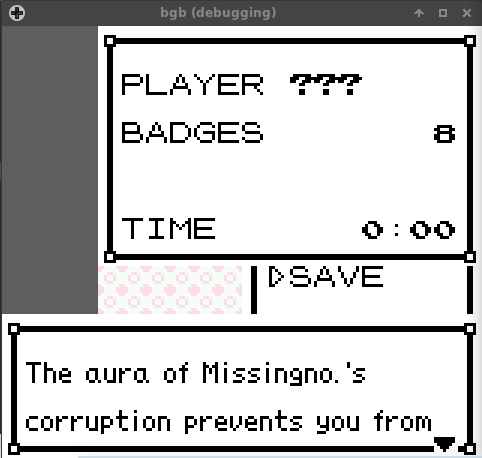 bgb (debugging)
PLAYER ???
BADGES 8
TIME 0:00
▷SAVE
The aura of Missingno.'s
corruption prevents you from